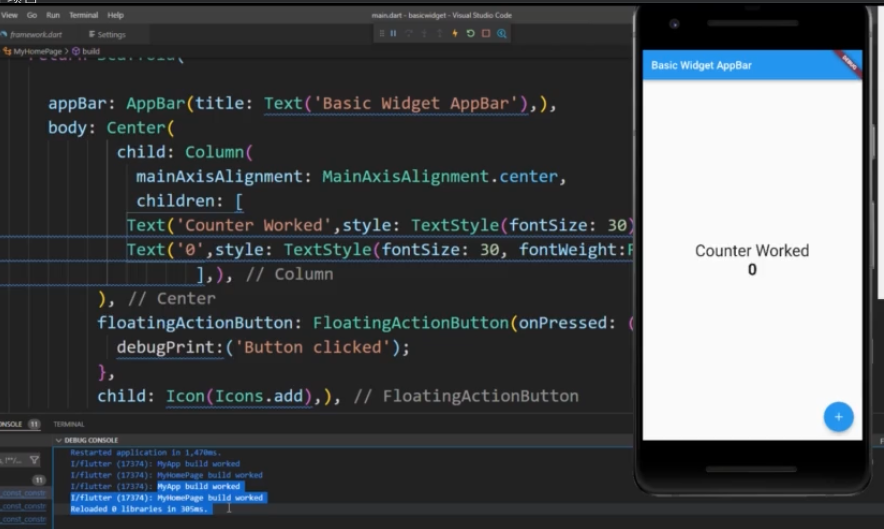 View Go Run Terminal Help
main.dart - basicwidget - Visual Studio Code
framework.dart Settings
MyHomePage > build
return Scaffold(
appBar: AppBar(title: Text('Basic Widget AppBar'),),
body: Center(
child: Column(
mainAxisAlignment: MainAxisAlignment.center,
children: [
Text('Counter Worked',style: TextStyle(fontSize: 30)
Text('0',style: TextStyle(fontSize: 30, fontWeight:F
],), // Column
), // Center
floatingActionButton: FloatingActionButton(onPressed: (
debugPrint:('Button clicked');
},
child: Icon(Icons.add),), // FloatingActionButton
ONSOLE 11 TERMINAL
DEBUG CONSOLE
Restarted application in 1,470ms.
I/flutter (17374): MyApp build worked
I/flutter (17374): MyHomePage build worked
I/flutter (17374): MyApp build worked
I/flutter (17374): MyHomePage build worked
Reloaded 0 libraries in 305ms.
11
_const_constr
_const_constr
_const_constr
Basic Widget AppBar
DEBUG
Counter Worked
0
+